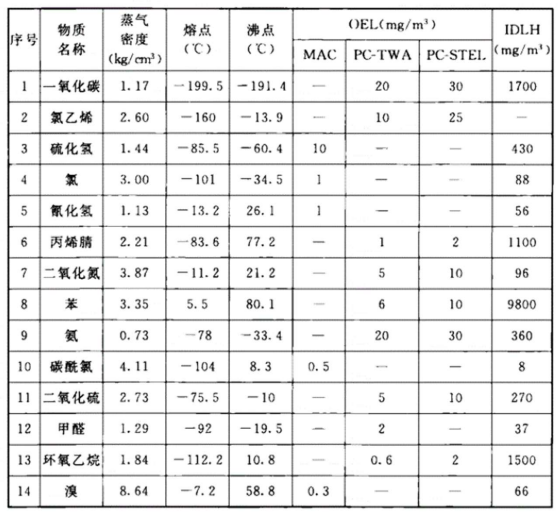 序号 物质名称 蒸气密度(kg/cm³) 熔点(℃) 沸点(℃) OEL(mg/m³) IDLH(mg/m³)
MAC PC-TWA PC-STEL
1 一氧化碳 1.17 −199.5 −191.4 — 20 30 1700
2 氯乙烯 2.60 −160 −13.9 — 10 25 —
3 硫化氢 1.44 −85.5 −60.4 10 — — 430
4 氯 3.00 −101 −34.5 1 — — 88
5 氰化氢 1.13 −13.2 26.1 1 — — 56
6 丙烯腈 2.21 −83.6 77.2 — 1 2 1100
7 二氧化氮 3.87 −11.2 21.2 — 5 10 96
8 苯 3.35 5.5 80.1 — 6 10 9800
9 氨 0.73 −78 −33.4 — 20 30 360
10 碳酰氯 4.11 −104 8.3 0.5 — — 8
11 二氧化硫 2.73 −75.5 −10 5 10 270
12 甲醛 1.29 −92 −19.5 — 2 — 37
13 环氧乙烷 1.84 −112.2 10.8 — 0.6 2 1500
14 溴 8.64 −7.2 58.8 0.3 — — 66